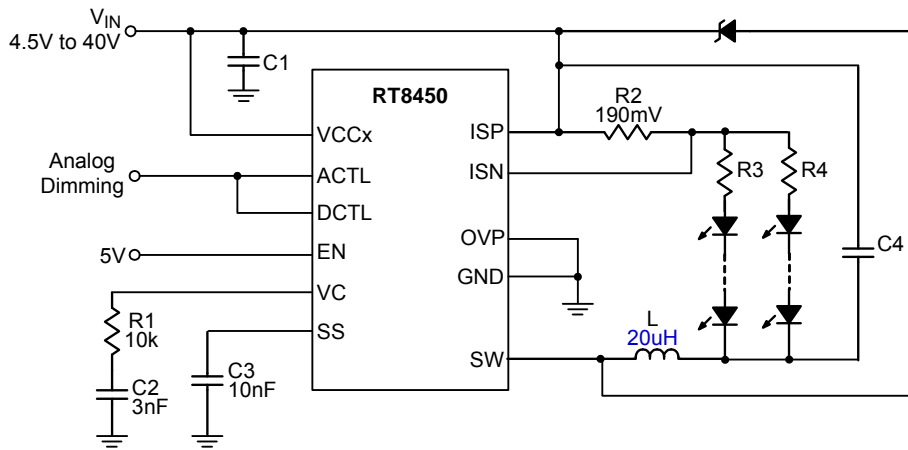 VIN
4.5V to 40V
C1
RT8450
R2
190mV
VCCx
ISP
Analog
Dimming
ACTL
ISN
R3
R4
DCTL
OVP
C4
5V
EN
GND
VC
R1
10k
SS
L
20uH
C3
10nF
SW
C2
3nF